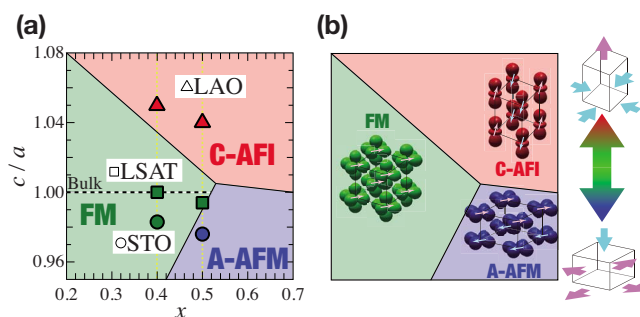 (a)
1.08
1.04
1.00
0.96
c / a
△LAO
C-AFI
□LSAT
Bulk
FM
○STO
A-AFM
0.2 0.3 0.4 0.5 0.6 0.7
x
(b)
FM
C-AFI
A-AFM